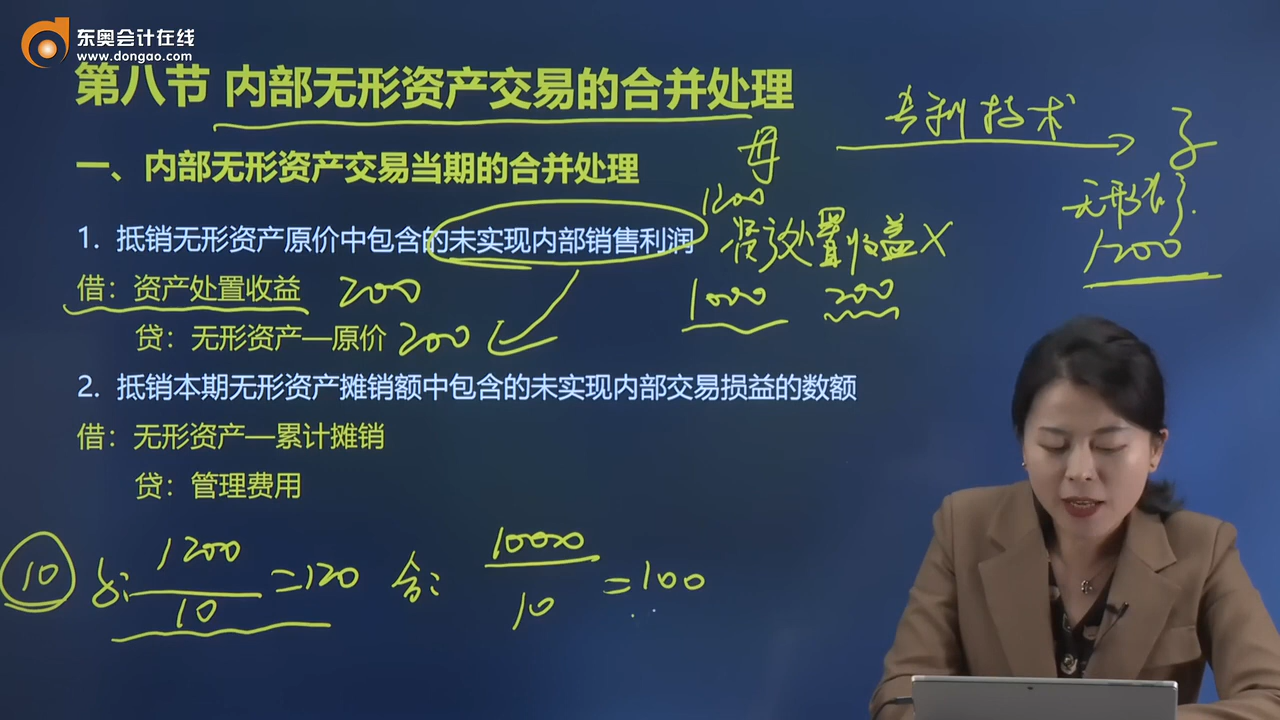 东奥会计在线
www.dongao.com
第八节 内部无形资产交易的合并处理
一、内部无形资产交易当期的合并处理
母
专利技术
子
1200
无形资产
1200
1. 抵销无形资产原价中包含的未实现内部销售利润
资产处置收益 X
1000 200
借：资产处置收益 200
贷：无形资产—原价 200
2. 抵销本期无形资产摊销额中包含的未实现内部交易损益的数额
借：无形资产—累计摊销
贷：管理费用
10
1200
10
=120
合：
1000
10
=100